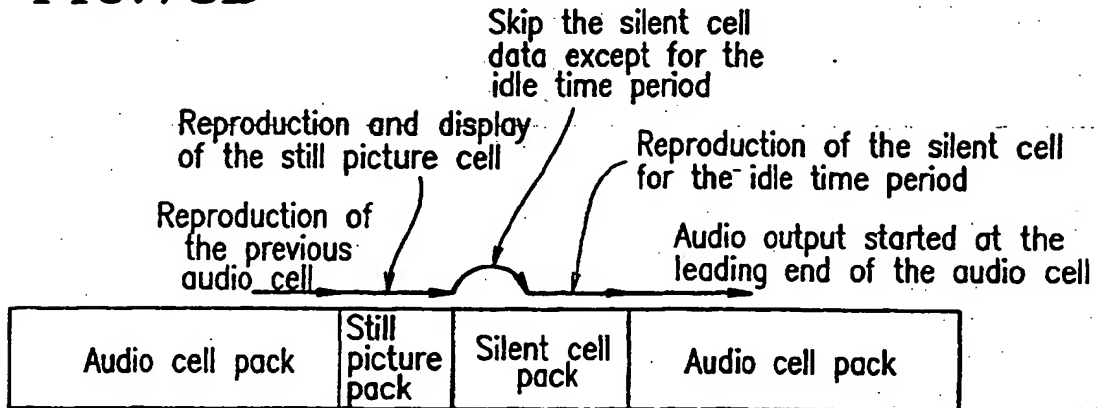 Skip the silent cell
data except for the
idle time period
Reproduction and display
of the still picture cell
Reproduction of the silent cell
for the idle time period
Reproduction of
the previous
audio cell
Audio output started at the
leading end of the audio cell
Audio cell pack
Still
picture
pack
Silent cell
pack
Audio cell pack